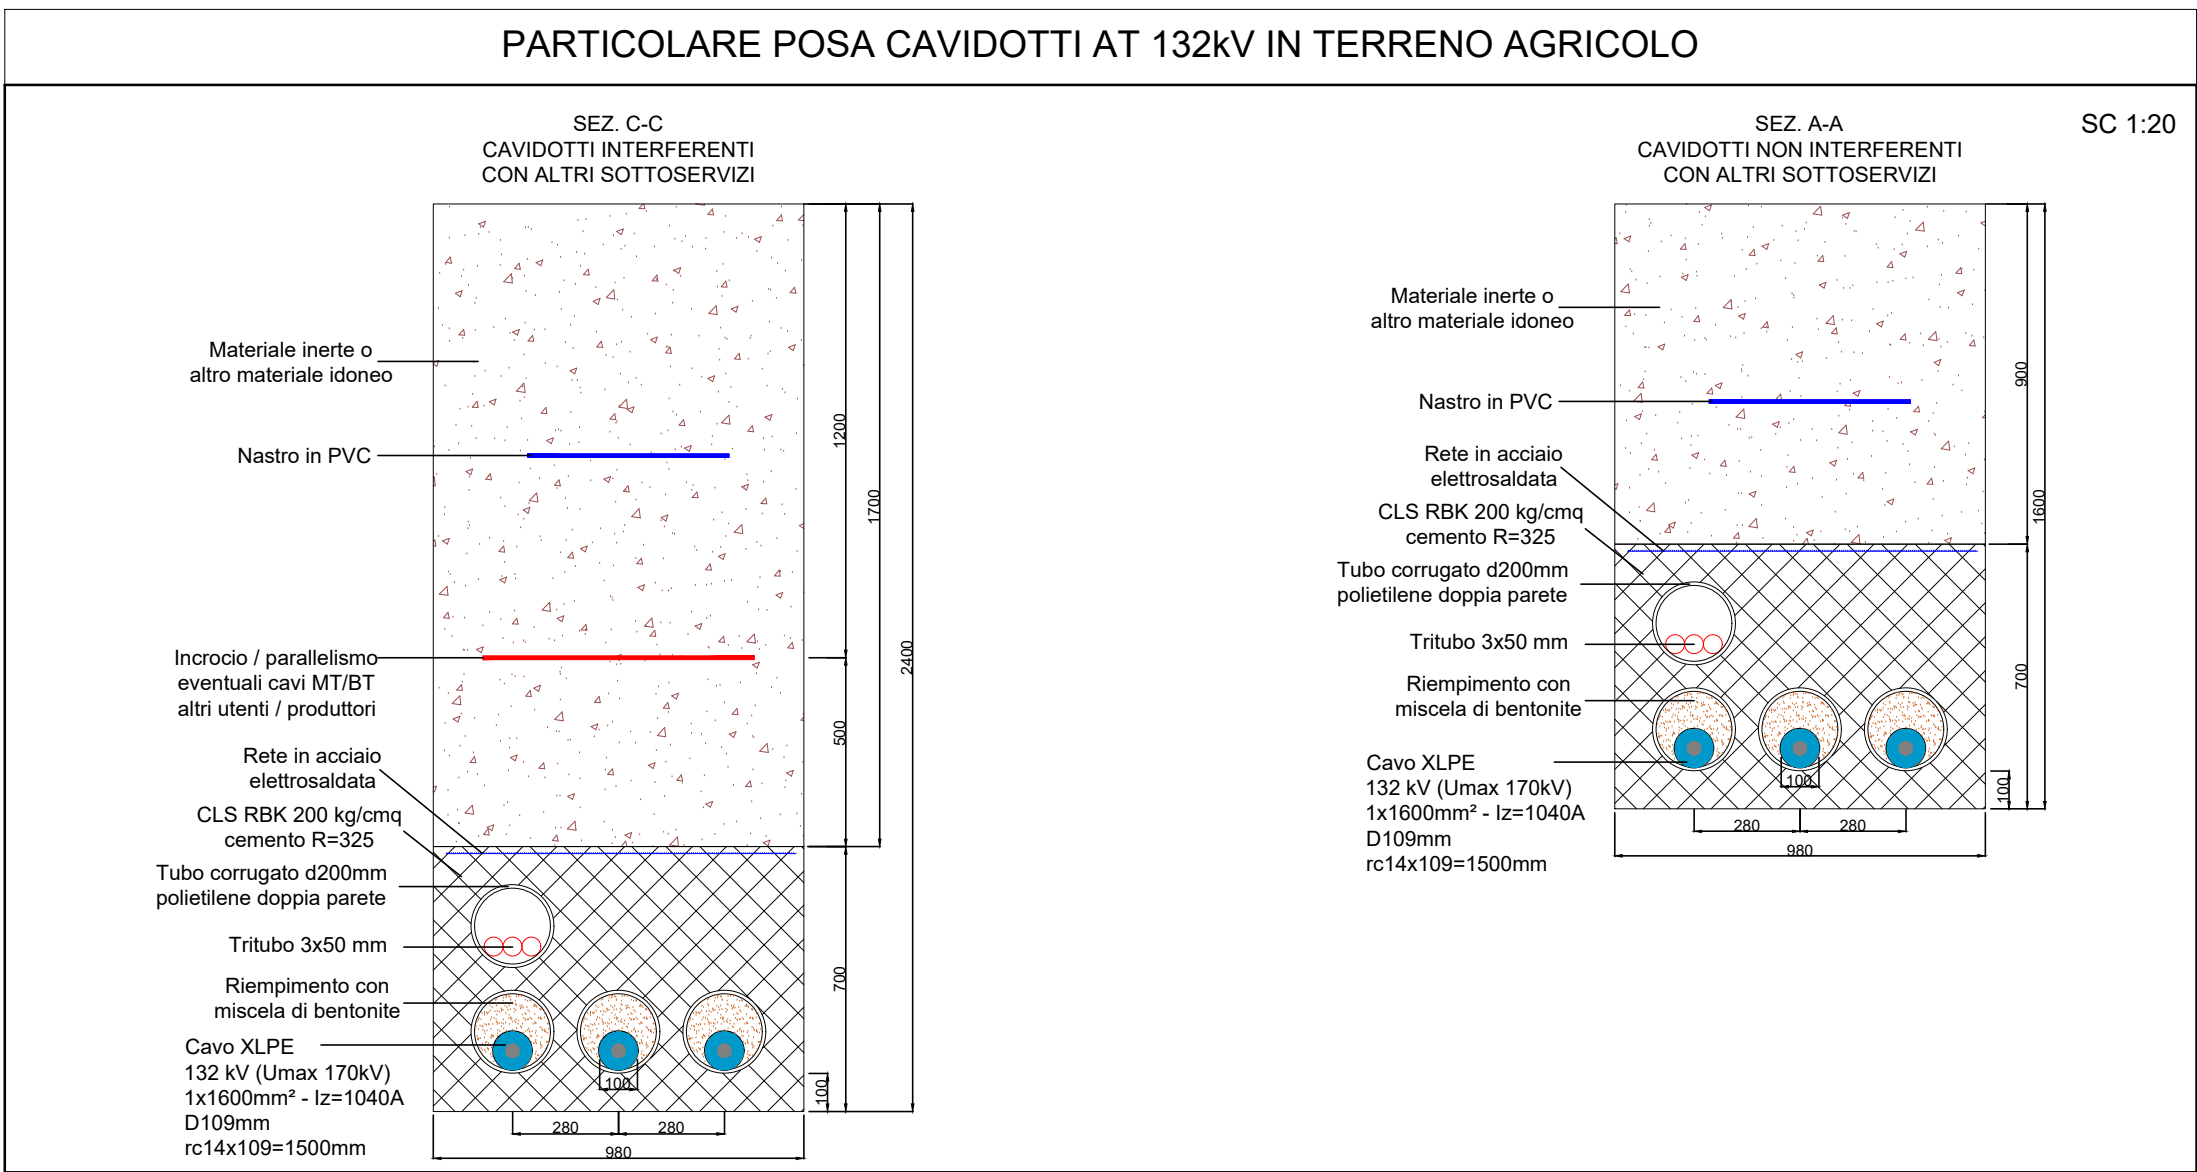 PARTICOLARE POSA CAVIDOTTI AT 132kV IN TERRENO AGRICOLO
SEZ. C-C
CAVIDOTTI INTERFERENTI
CON ALTRI SOTTOSERVIZI
Materiale inerte o
altro materiale idoneo
Nastro in PVC
Incrocio / parallelismo
eventuali cavi MT/BT
altri utenti / produttori
Rete in acciaio
elettrosaldata
CLS RBK 200 kg/cmq
cemento R=325
Tubo corrugato d200mm
polietilene doppia parete
Tritubo 3x50 mm
Riempimento con
miscela di bentonite
Cavo XLPE
132 kV (Umax 170kV)
1x1600mm² - Iz=1040A
D109mm
rc14x109=1500mm
1200
1700
2400
500
700
100
100
280
280
980
SEZ. A-A
CAVIDOTTI NON INTERFERENTI
CON ALTRI SOTTOSERVIZI
SC 1:20
Materiale inerte o
altro materiale idoneo
Nastro in PVC
Rete in acciaio
elettrosaldata
CLS RBK 200 kg/cmq
cemento R=325
Tubo corrugato d200mm
polietilene doppia parete
Tritubo 3x50 mm
Riempimento con
miscela di bentonite
Cavo XLPE
132 kV (Umax 170kV)
1x1600mm² - Iz=1040A
D109mm
rc14x109=1500mm
900
1600
700
100
100
280
280
980